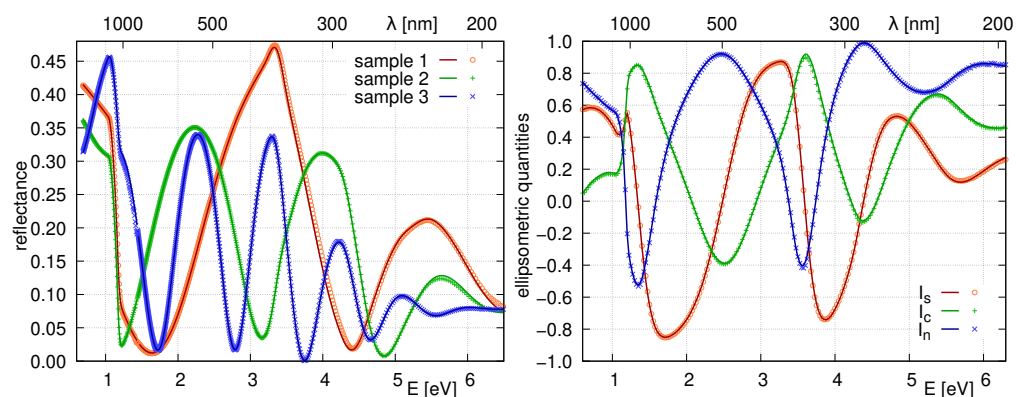 1000 500 300 λ [nm] 200
0.45
0.40
0.35
0.30
0.25
0.20
0.15
0.10
0.05
0.00
reflectance
sample 1
sample 2
sample 3
1 2 3 4 5 E [eV] 6
1000 500 300 λ [nm] 200
1.0
0.8
0.6
0.4
0.2
0.0
−0.2
−0.4
−0.6
−0.8
−1.0
ellipsometric quantities
Is
Ic
In
1 2 3 4 5 E [eV] 6